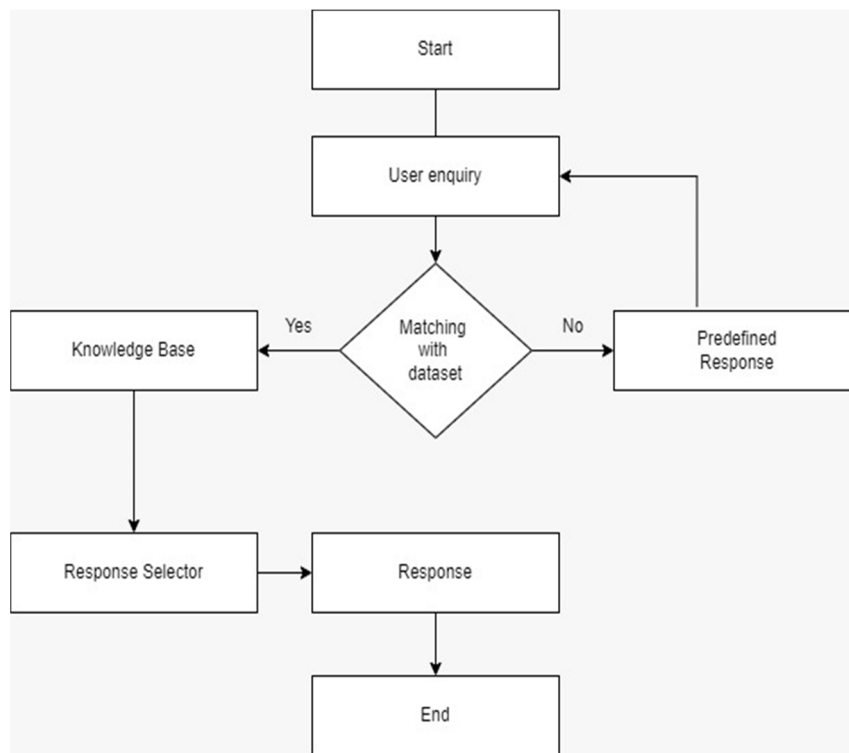 Start
User enquiry
Yes
Matching
with
dataset
No
Knowledge Base
Predefined
Response
Response Selector
Response
End